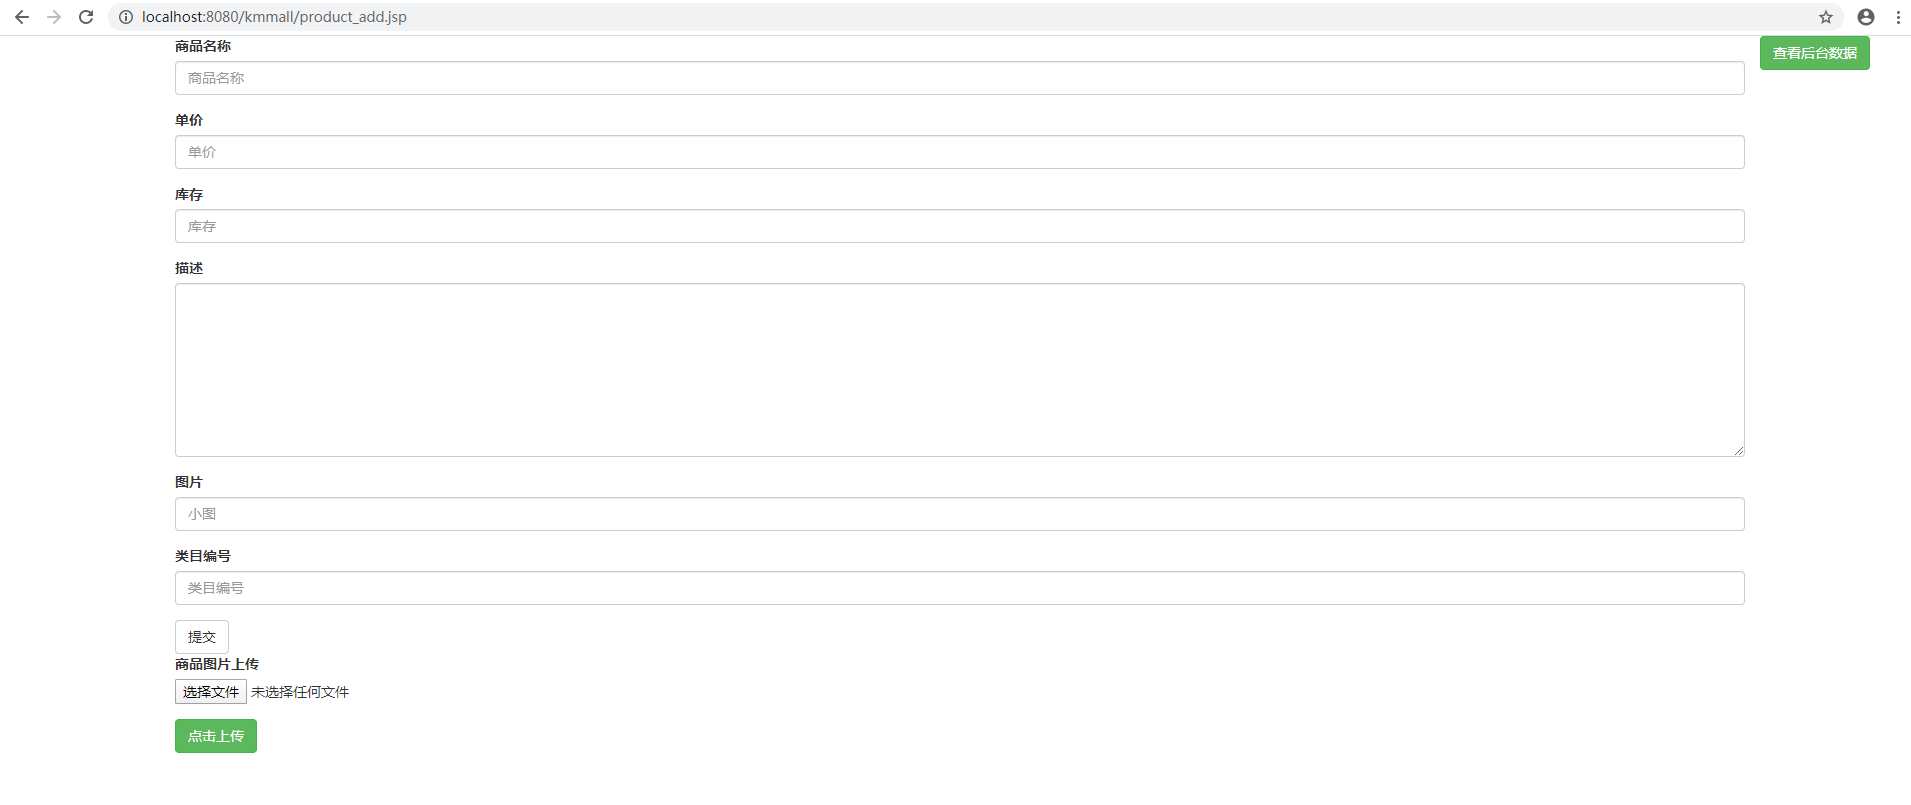 localhost:8080/kmmall/product_add.jsp
商品名称
查看后台数据
商品名称
单价
单价
库存
库存
描述
图片
小图
类目编号
类目编号
提交
商品图片上传
选择文件 未选择任何文件
点击上传